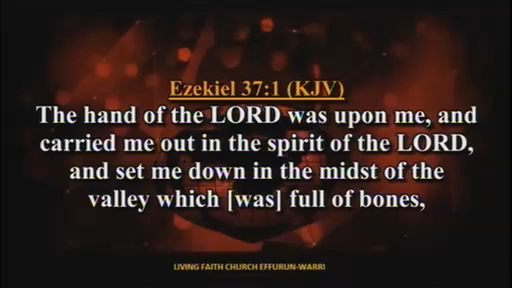 Ezekiel 37:1 (KJV)
The hand of the LORD was upon me, and
carried me out in the spirit of the LORD,
and set me down in the midst of the
valley which [was] full of bones,
LIVING FAITH CHURCH EFFURUN-WARRI